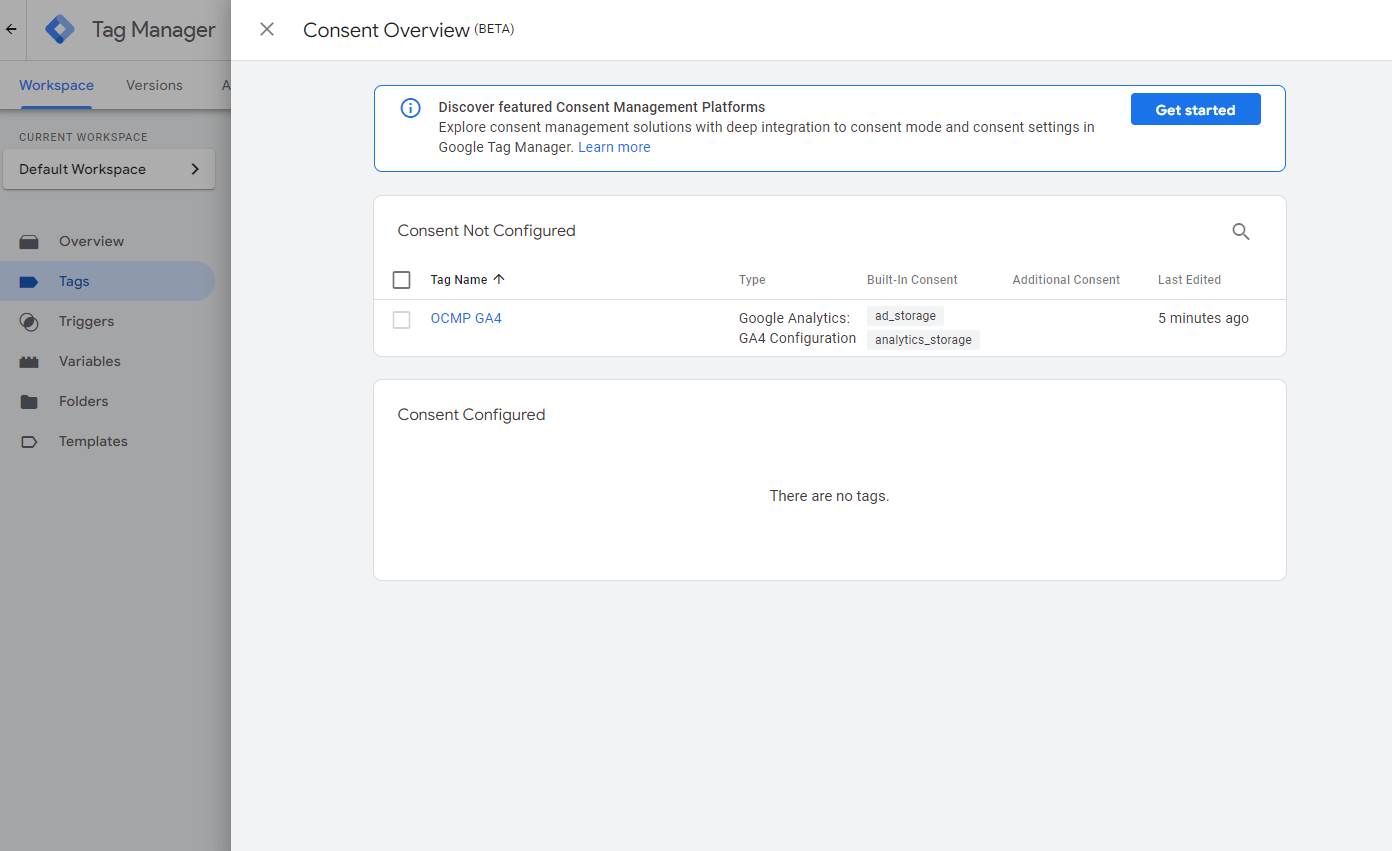 Tag Manager
Consent Overview (BETA)
Workspace
Versions
A
CURRENT WORKSPACE
Default Workspace
Overview
Tags
Triggers
Variables
Folders
Templates
Discover featured Consent Management Platforms
Explore consent management solutions with deep integration to consent mode and consent settings in
Google Tag Manager. Learn more
Get started
Consent Not Configured
Tag Name Type Built-In Consent Additional Consent Last Edited
OCMP GA4 Google Analytics: ad_storage 5 minutes ago
GA4 Configuration analytics_storage
Consent Configured
There are no tags.